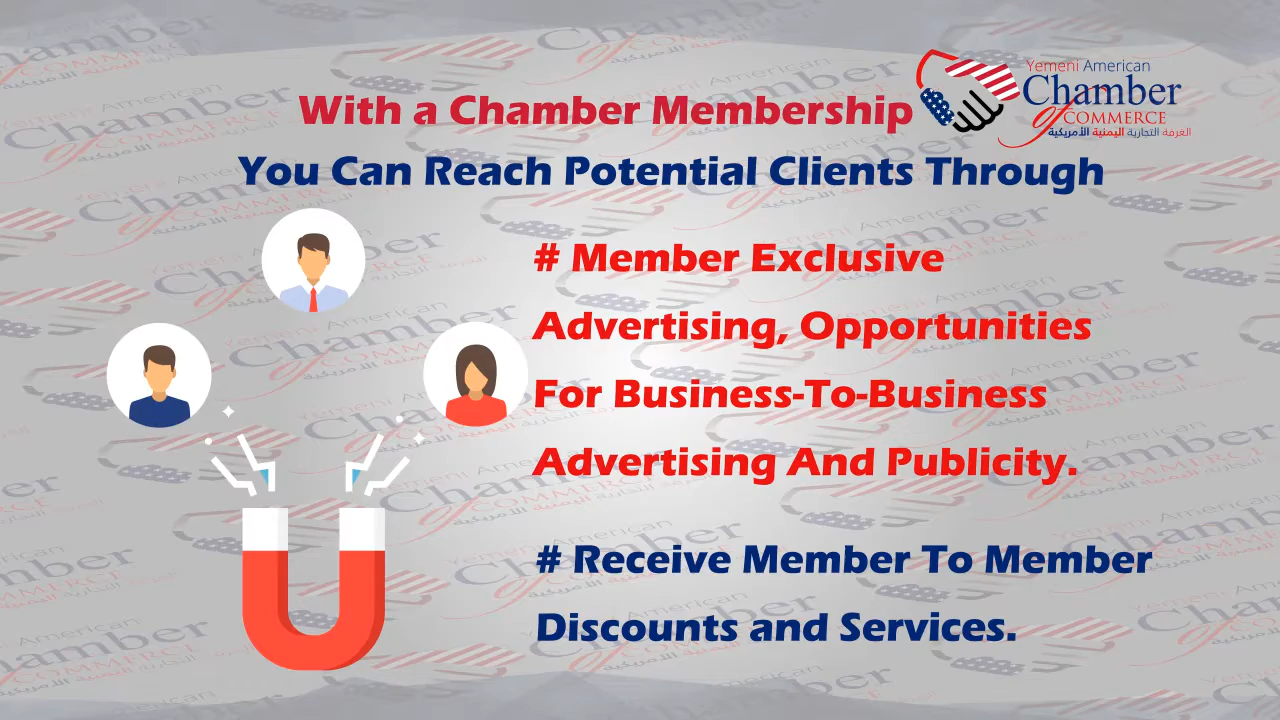 With a Chamber Membership
Yemeni American
Chamber
of COMMERCE
الغرفة التجارية اليمنية الأمريكية
You Can Reach Potential Clients Through
# Member Exclusive
Advertising, Opportunities
For Business-To-Business
Advertising And Publicity.
# Receive Member To Member
Discounts and Services.